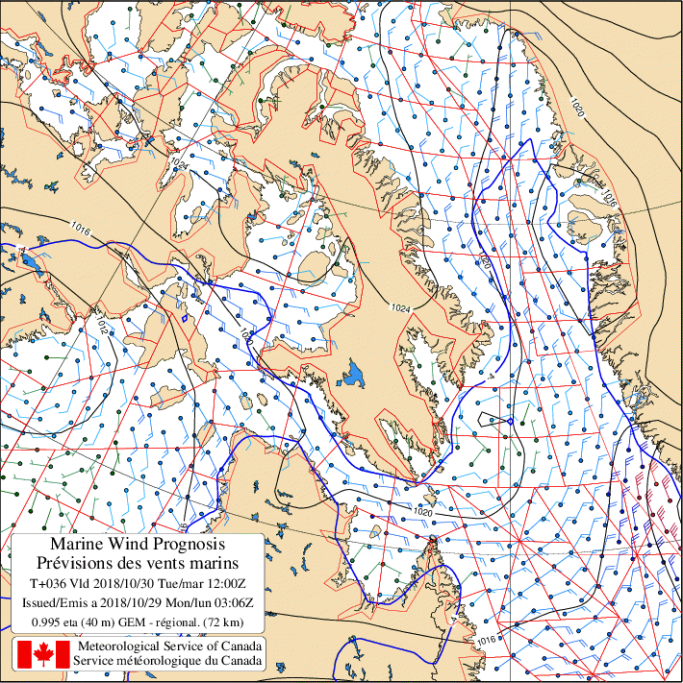 1020
1016
1024
1016
1020
1024
1012
1020
1020
1016
Marine Wind Prognosis
Prévisions des vents marins
T+036 Vld 2018/10/30 Tue/mar 12:00Z
Issued/Emis a 2018/10/29 Mon/lun 03:06Z
0.995 eta (40 m) GEM - régional. (72 km)
Meteorological Service of Canada
Service météorologique du Canada